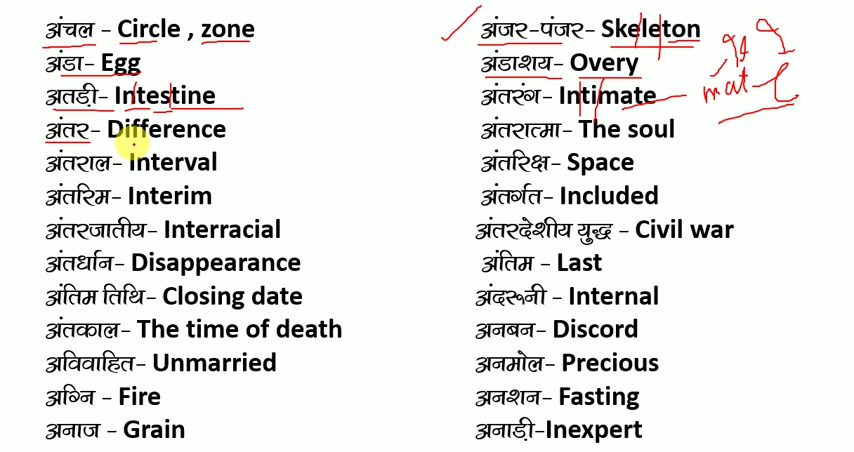 अंचल - Circle , zone
अंडा- Egg
अतड़ी- Intestine
अंतर- Difference
अंतराल- Interval
अंतरिम- Interim
अंतरजातीय- Interracial
अंतर्धान- Disappearance
अंतिम तिथि- Closing date
अंतकाल- The time of death
अविवाहित- Unmarried
अग्नि - Fire
अनाज - Grain
अंजर-पंजर- Skeleton
अंडाशय- Overy
अंतरंग- Intimate
mat
अंतरात्मा- The soul
अंतरिक्ष- Space
अंतर्गत- Included
अंतरदेशीय युद्ध - Civil war
अंतिम - Last
अंदरूनी - Internal
अनबन- Discord
अनमोल- Precious
अनशन- Fasting
अनाड़ी-Inexpert